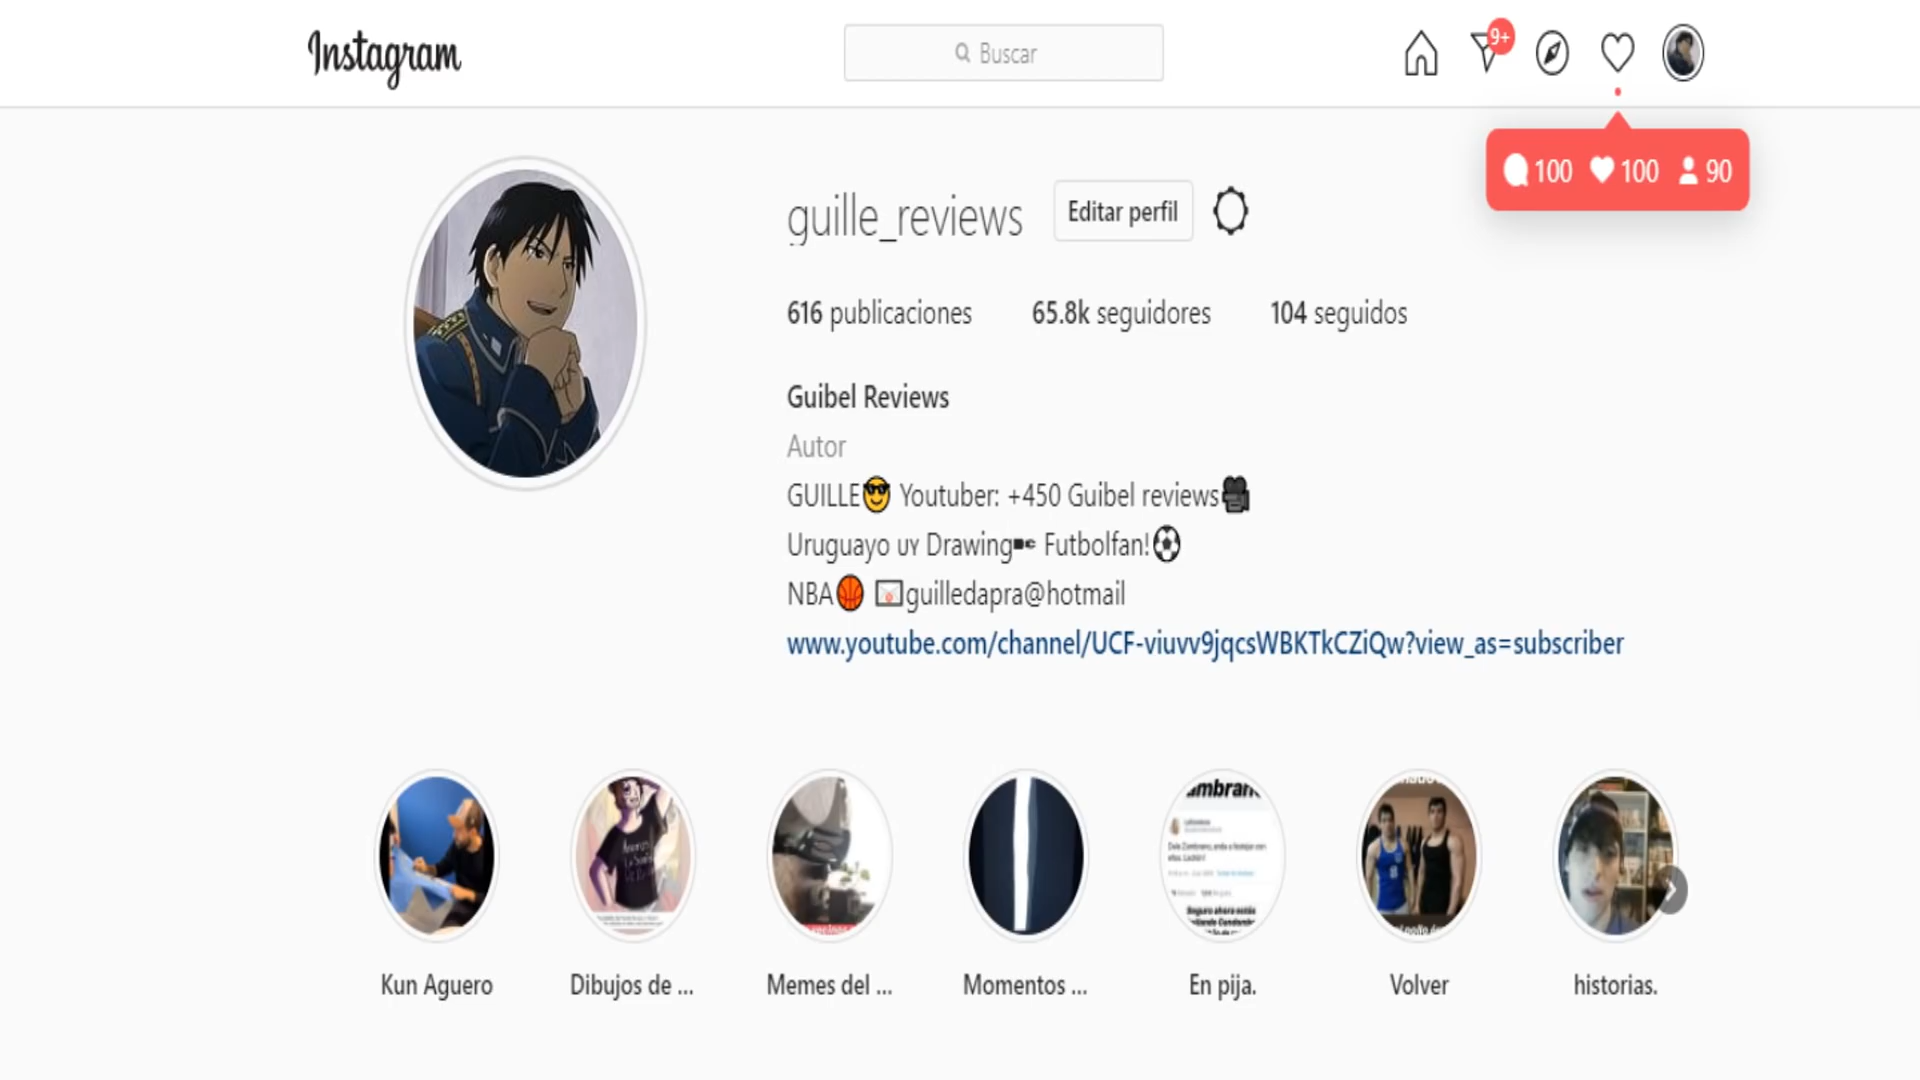 Instagram
Buscar
9+
100 100 90
guille_reviews Editar perfil
616 publicaciones 65.8k seguidores 104 seguidos
Guibel Reviews
Autor
GUILLE😎 Youtuber: +450 Guibel reviews🎥
Uruguayo UY Drawing Futbolfan!⚽
NBA🏀 💌guilledapra@hotmail
www.youtube.com/channel/UCF-viuvv9jqcsWBKTkCZiQw?view_as=subscriber
Kun Aguero
Dibujos de ...
Memes del ...
Momentos ...
En pija.
Volver
historias.